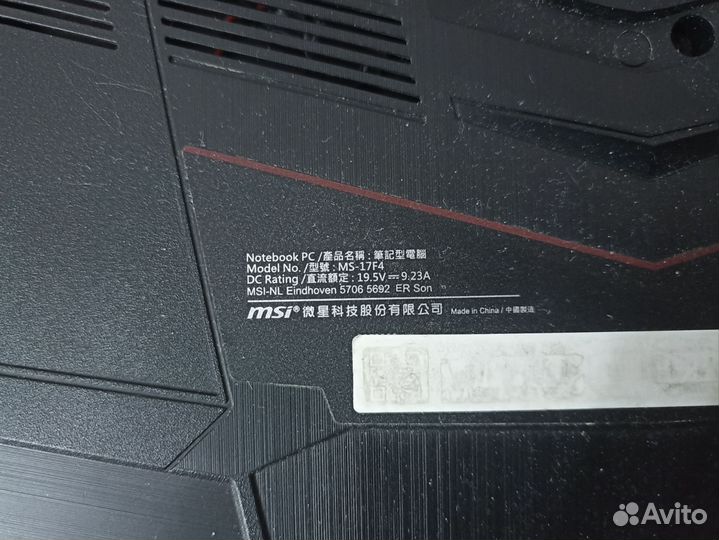 Notebook PC /產品名稱 : 筆記型電腦
Model No. /型號 : MS-17F4
DC Rating /直流額定 : 19.5V⎓9.23A
MSI-NL Eindhoven 5706 5692 ER Son
msi® 微星科技股份有限公司 Made in China / 中國製造
Avito